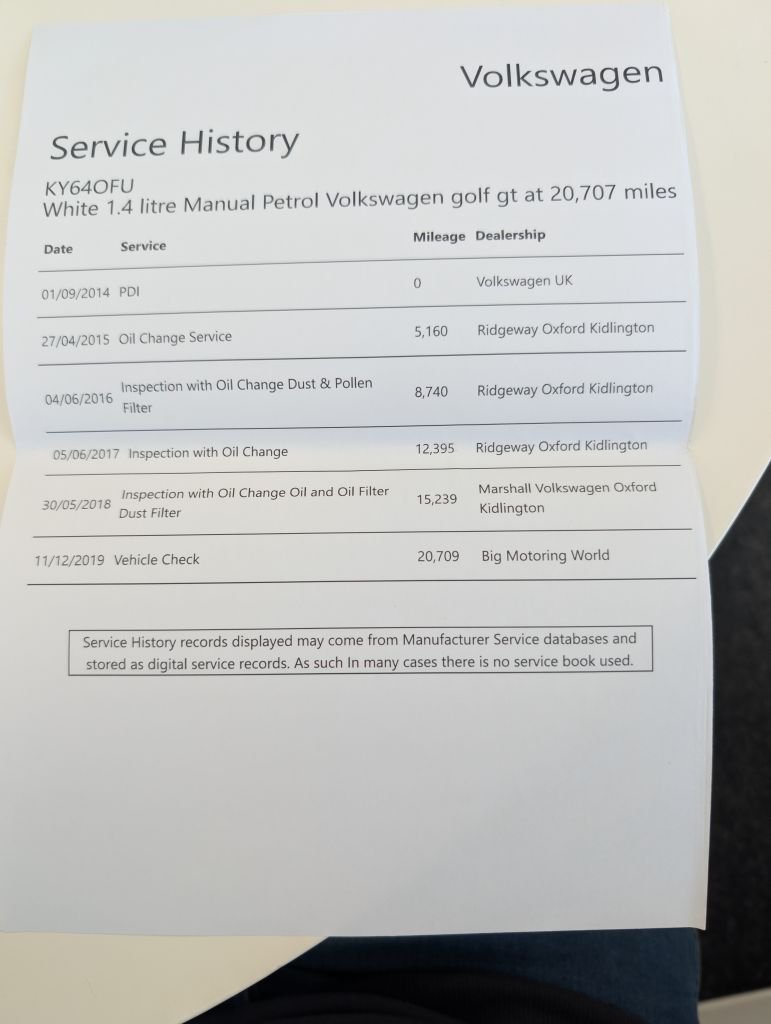 Volkswagen
Service History
KY64OFU
White 1.4 litre Manual Petrol Volkswagen golf gt at 20,707 miles
Date Service Mileage Dealership
01/09/2014 PDI 0 Volkswagen UK
27/04/2015 Oil Change Service 5,160 Ridgeway Oxford Kidlington
04/06/2016 Inspection with Oil Change Dust & Pollen Filter 8,740 Ridgeway Oxford Kidlington
05/06/2017 Inspection with Oil Change 12,395 Ridgeway Oxford Kidlington
30/05/2018 Inspection with Oil Change Oil and Oil Filter Dust Filter 15,239 Marshall Volkswagen Oxford Kidlington
11/12/2019 Vehicle Check 20,709 Big Motoring World
Service History records displayed may come from Manufacturer Service databases and
stored as digital service records. As such In many cases there is no service book used.